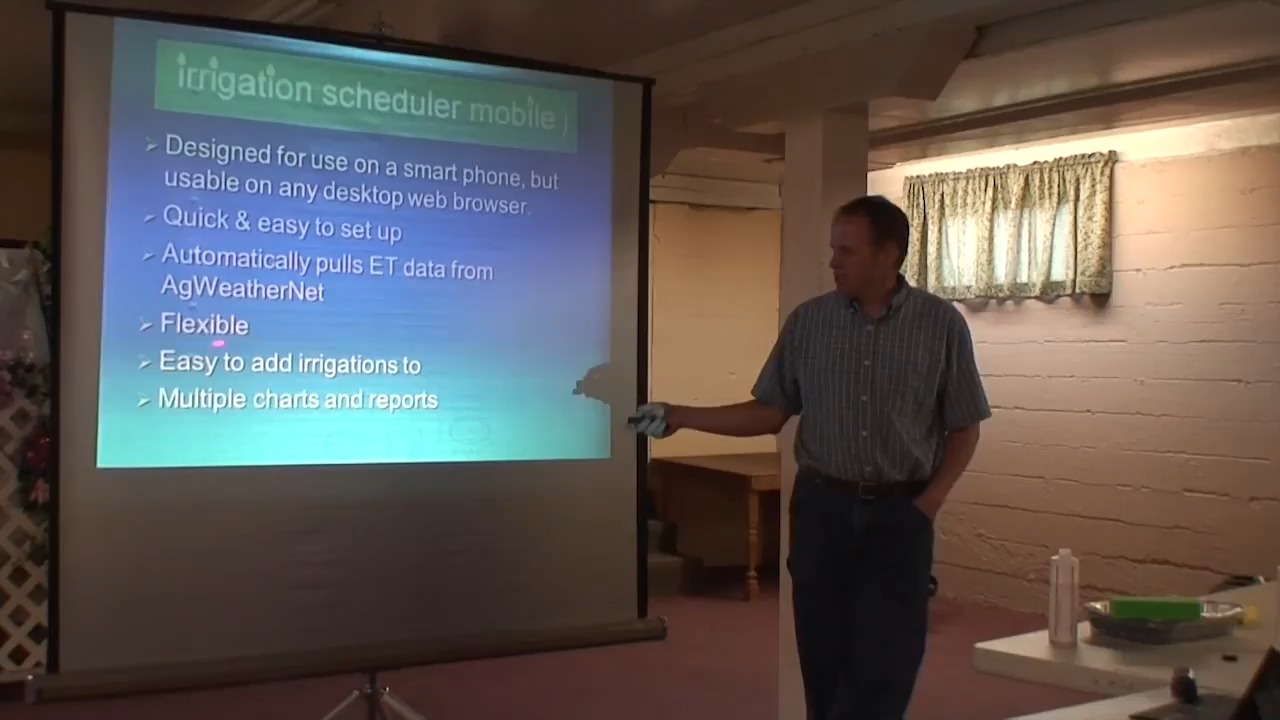 irrigation scheduler mobile
Designed for use on a smart phone, but
usable on any desktop web browser.
Quick & easy to set up
Automatically pulls ET data from
AgWeatherNet
Flexible
Easy to add irrigations to
Multiple charts and reports